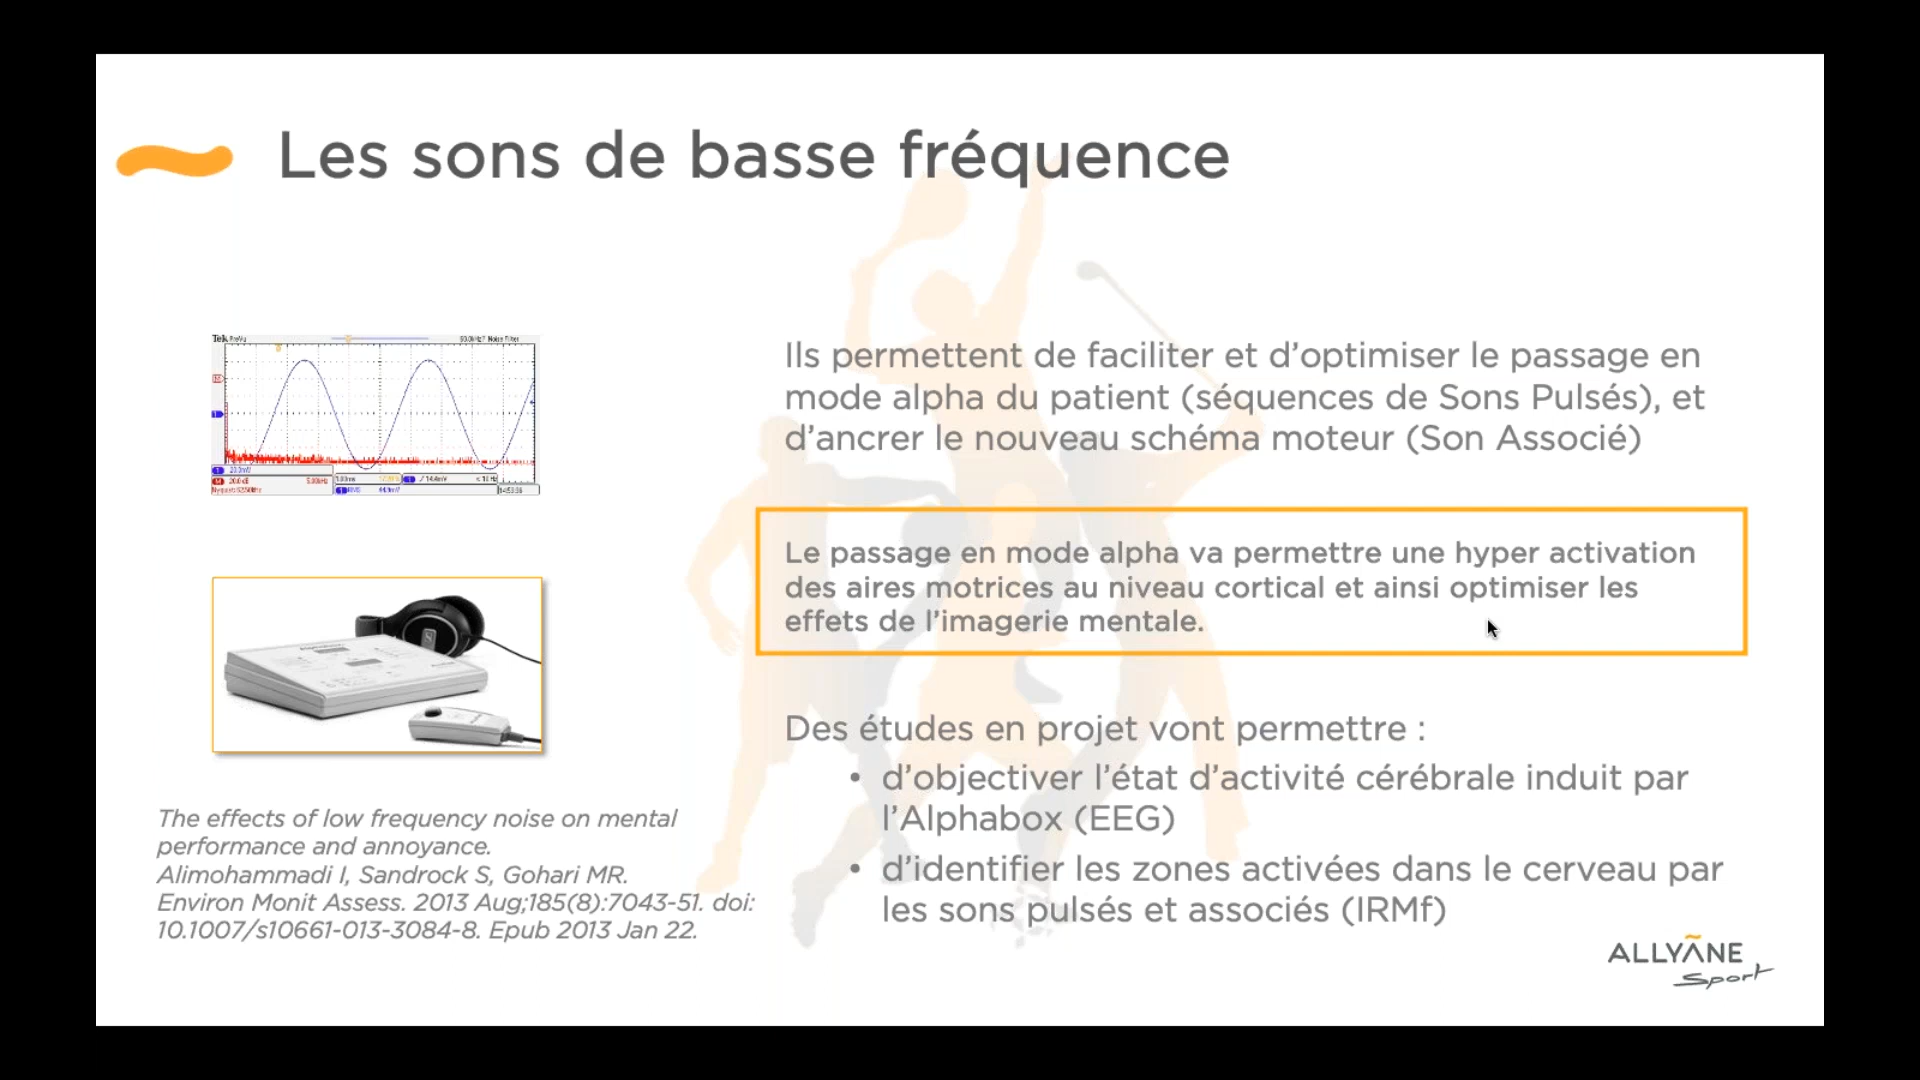 Les sons de basse fréquence
Tek PreVu
Noise Filter
Ils permettent de faciliter et d’optimiser le passage en
mode alpha du patient (séquences de Sons Pulsés), et
d’ancrer le nouveau schéma moteur (Son Associé)
Le passage en mode alpha va permettre une hyper activation
des aires motrices au niveau cortical et ainsi optimiser les
effets de l’imagerie mentale.
Des études en projet vont permettre :
• d’objectiver l’état d’activité cérébrale induit par
l’Alphabox (EEG)
• d’identifier les zones activées dans le cerveau par
les sons pulsés et associés (IRMf)
The effects of low frequency noise on mental
performance and annoyance.
Alimohammadi I, Sandrock S, Gohari MR.
Environ Monit Assess. 2013 Aug;185(8):7043-51. doi:
10.1007/s10661-013-3084-8. Epub 2013 Jan 22.
ALLYANE
Sport